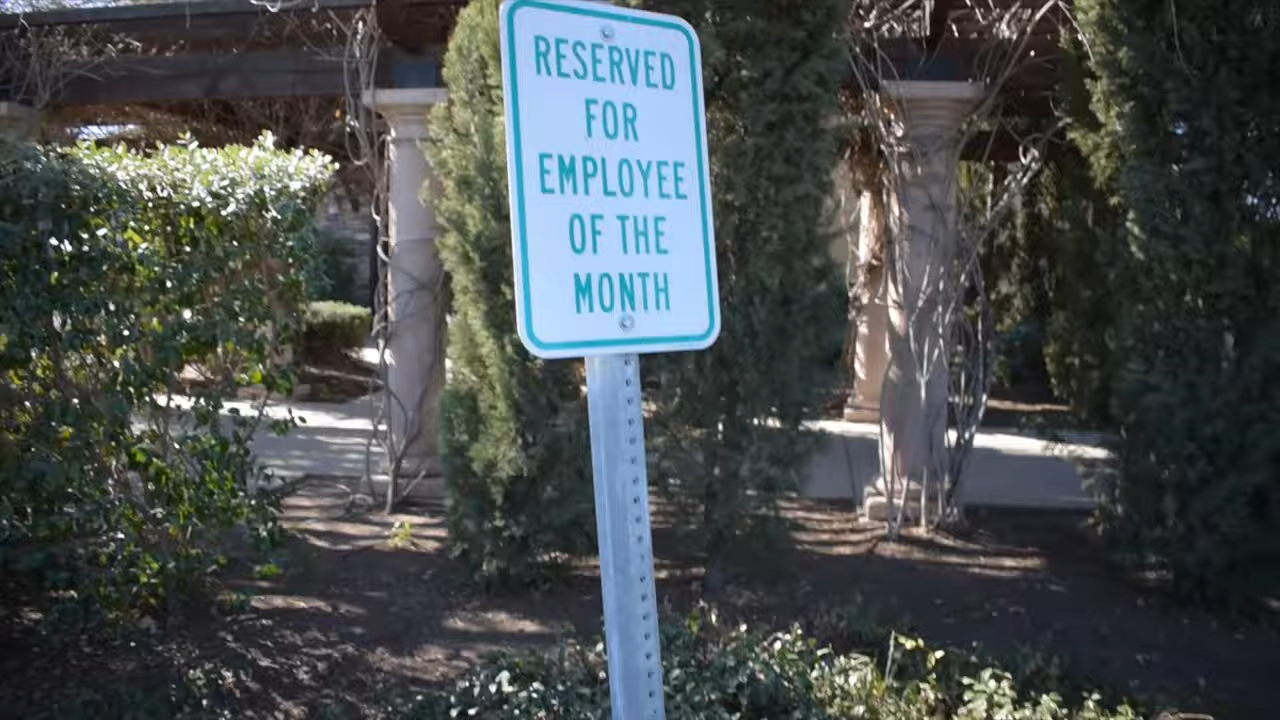 RESERVED
FOR
EMPLOYEE
OF THE
MONTH